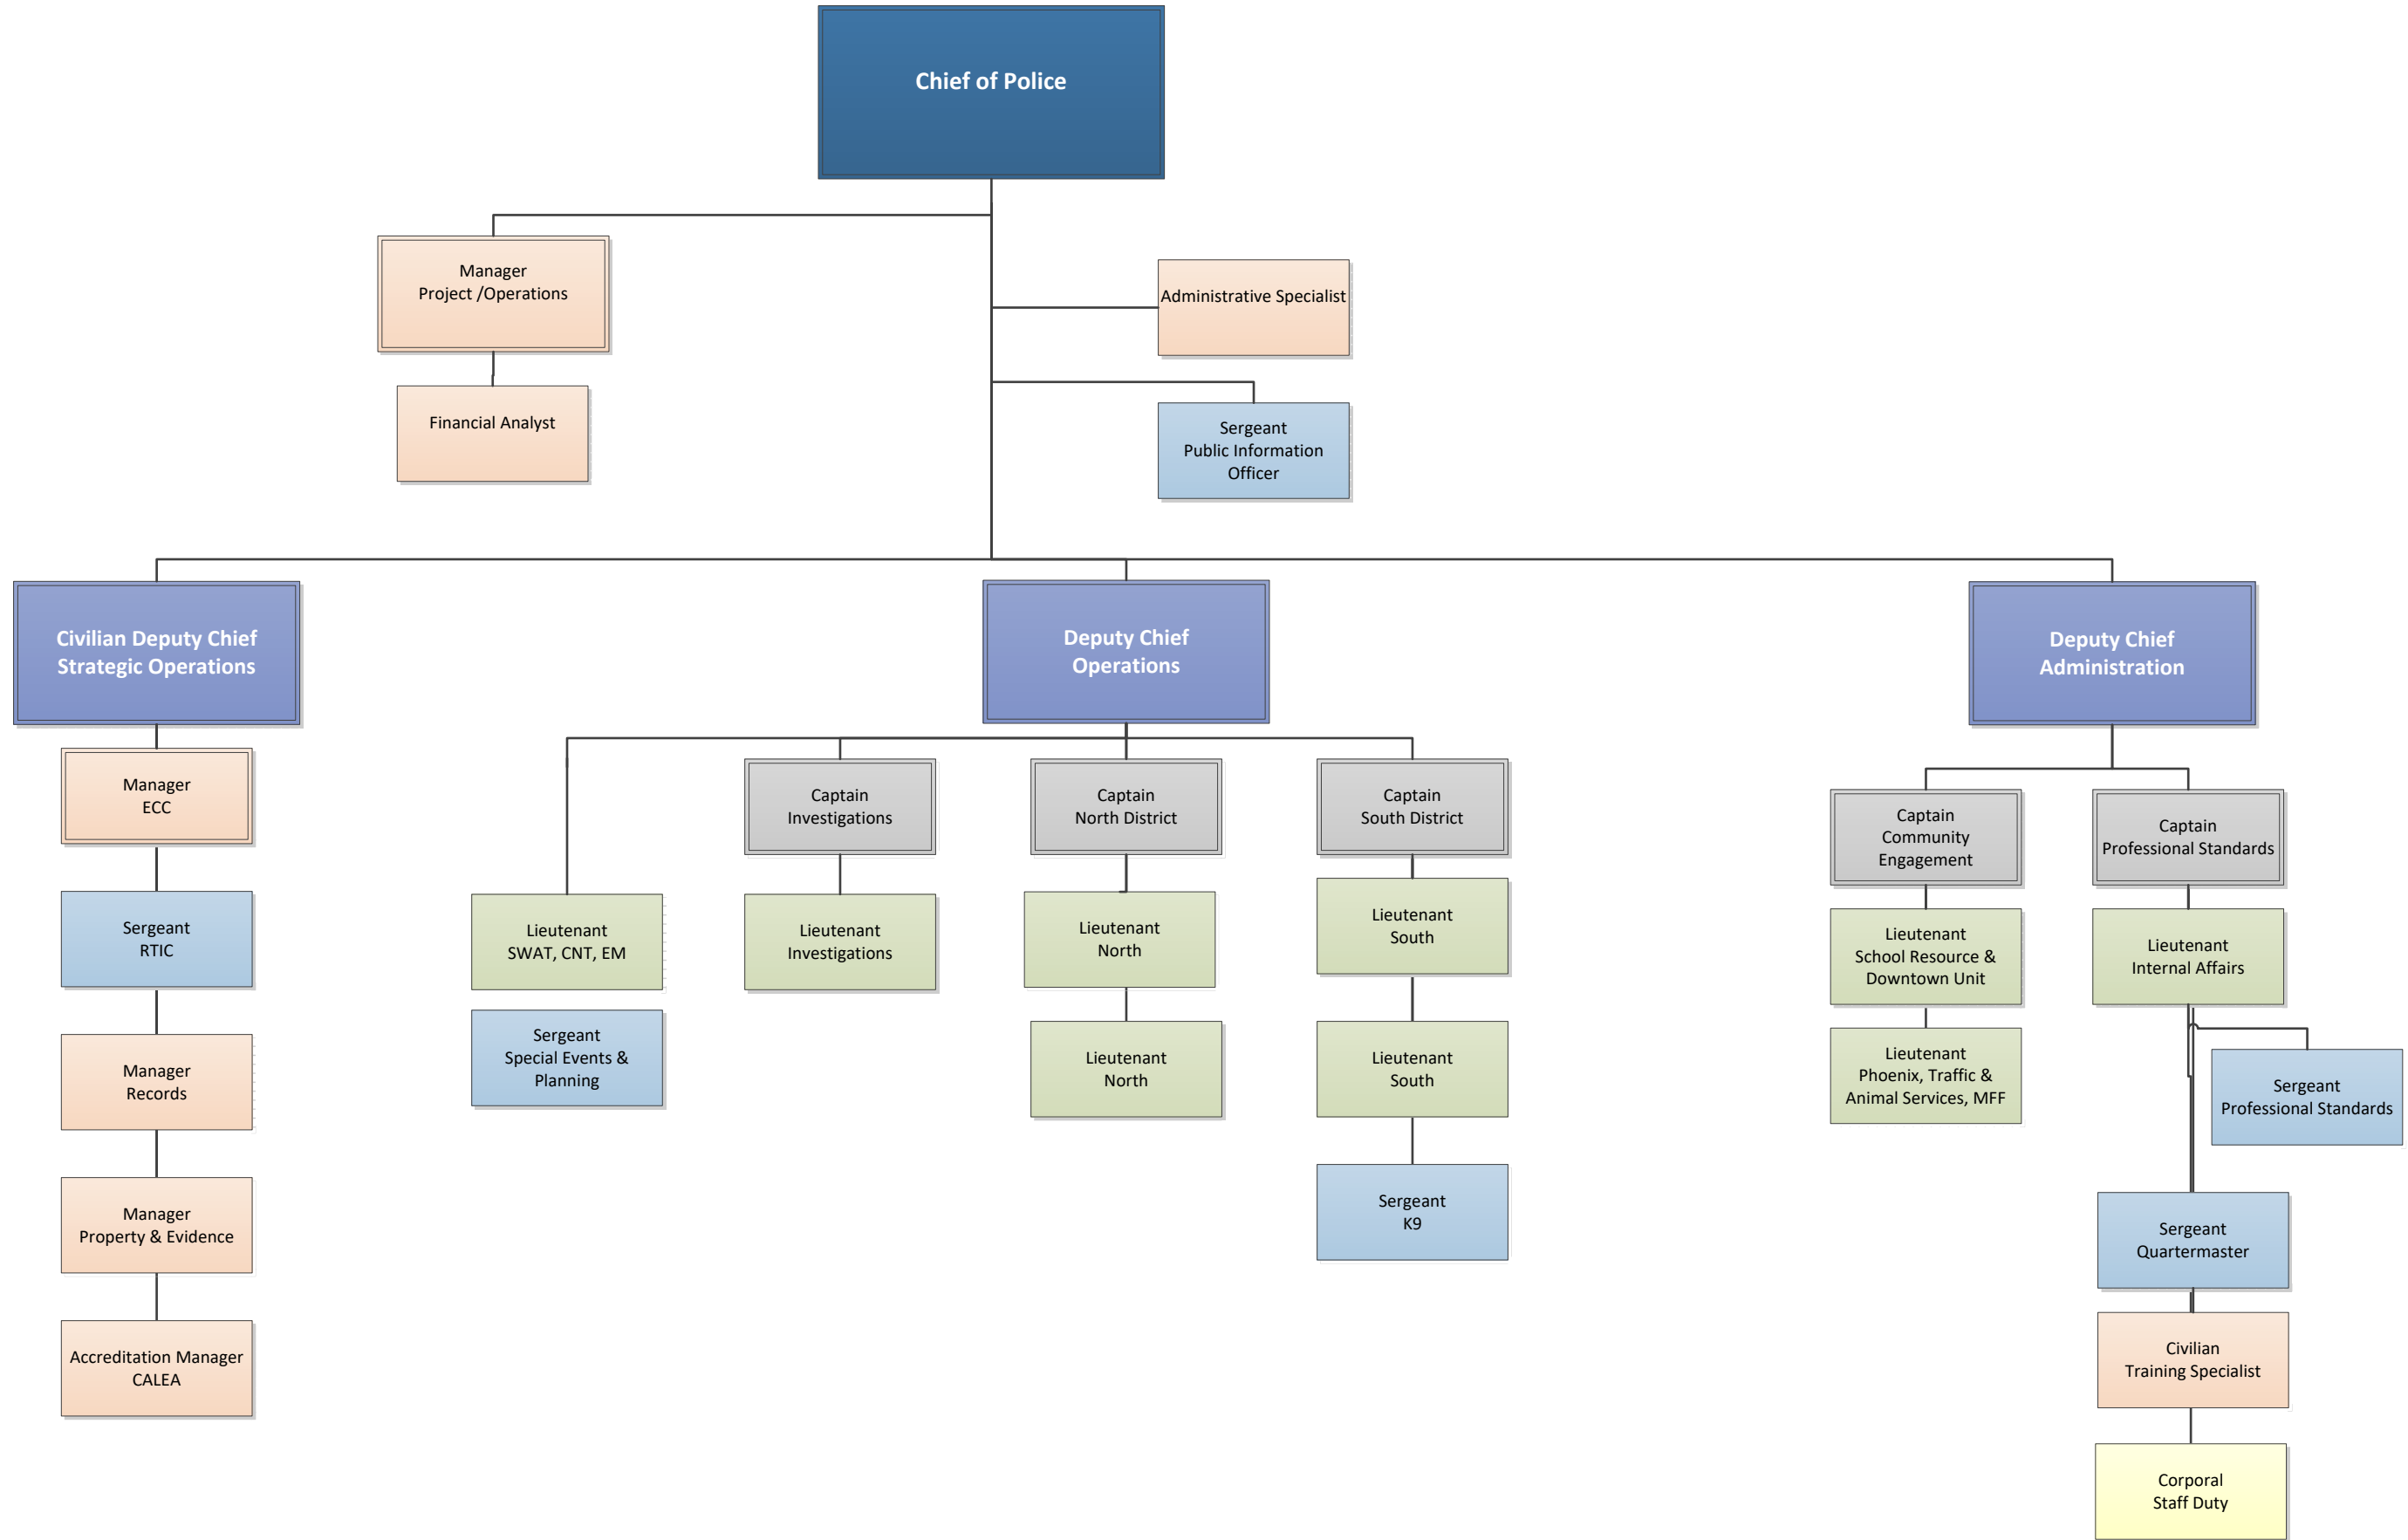 Chief of Police
Manager
Project /Operations
Administrative Specialist
Financial Analyst
Sergeant
Public Information
Officer
Civilian Deputy Chief
Strategic Operations
Deputy Chief
Operations
Deputy Chief
Administration
Manager
ECC
Sergeant
RTIC
Manager
Records
Manager
Property & Evidence
Accreditation Manager
CALEA
Lieutenant
SWAT, CNT, EM
Sergeant
Special Events &
Planning
Captain
Investigations
Lieutenant
Investigations
Captain
North District
Lieutenant
North
Lieutenant
North
Captain
South District
Lieutenant
South
Lieutenant
South
Sergeant
K9
Captain
Community
Engagement
Lieutenant
School Resource &
Downtown Unit
Lieutenant
Phoenix, Traffic &
Animal Services, MFF
Captain
Professional Standards
Lieutenant
Internal Affairs
Sergeant
Professional Standards
Sergeant
Quartermaster
Civilian
Training Specialist
Corporal
Staff Duty